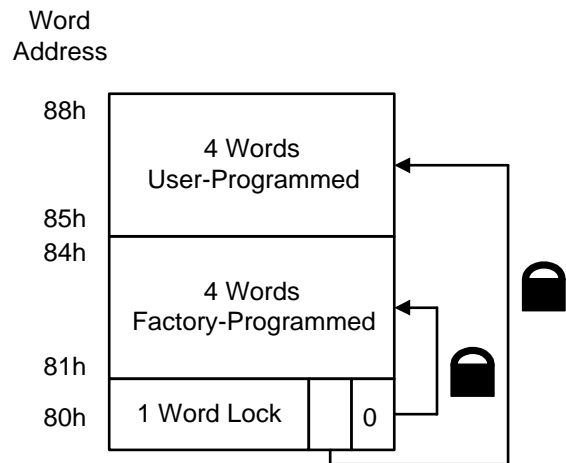 Word
Address
88h
4 Words
User-Programmed
85h
84h
4 Words
Factory-Programmed
81h
80h
1 Word Lock
0